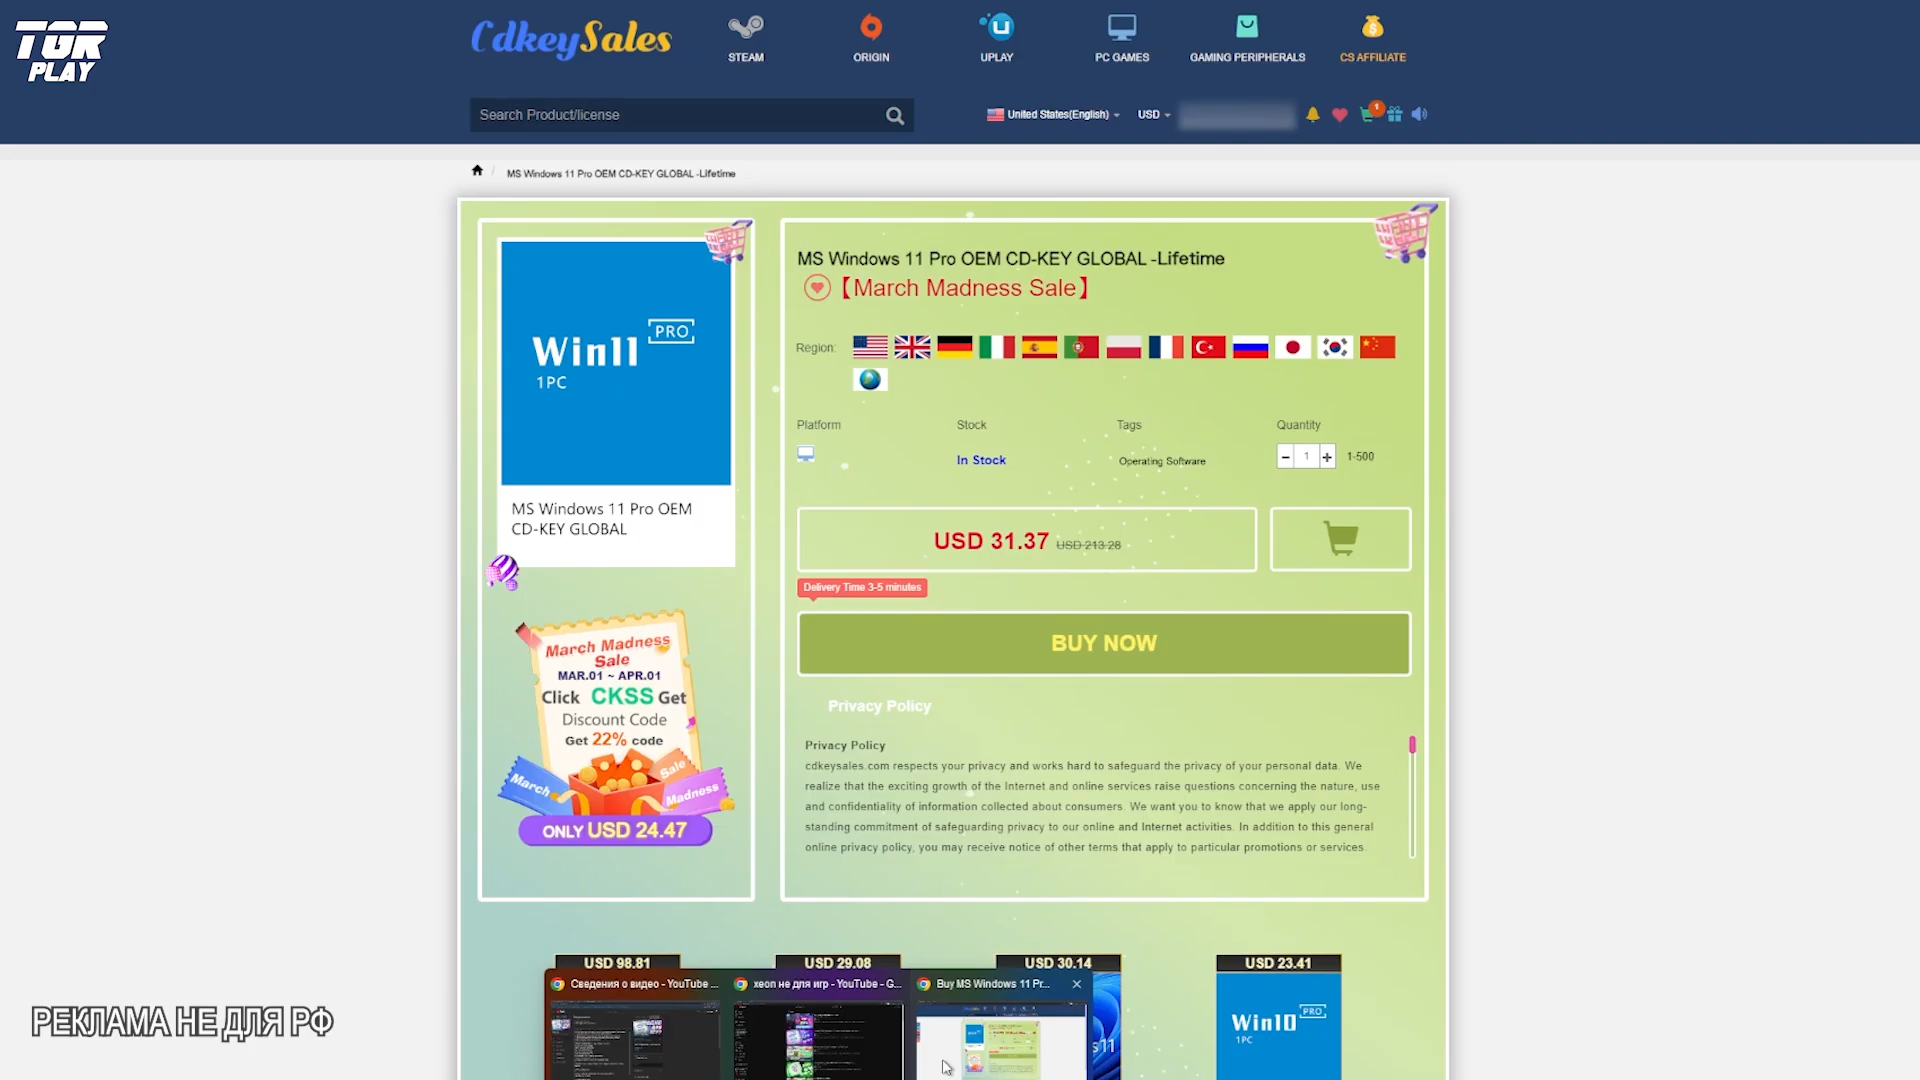 TGR
PLAY
CdkeySales
STEAM
ORIGIN
UPLAY
PC GAMES
GAMING PERIPHERALS
CS AFFILIATE
Search Product/license
United States(English)
USD
1
MS Windows 11 Pro OEM CD-KEY GLOBAL -Lifetime
Win11 PRO
1PC
MS Windows 11 Pro OEM
CD-KEY GLOBAL
March Madness
Sale
MAR.01 ~ APR.01
Click CKSS Get
Discount Code
Get 22% code
March
Sale
Madness
ONLY USD 24.47
MS Windows 11 Pro OEM CD-KEY GLOBAL -Lifetime
【March Madness Sale】
Region:
Platform
Stock
Tags
Quantity
In Stock
Operating Software
− 1 + 1-500
USD 31.37 USD 213.28
Delivery Time 3-5 minutes
BUY NOW
Privacy Policy
Privacy Policy
cdkeysales.com respects your privacy and works hard to safeguard the privacy of your personal data. We
realize that the exciting growth of the Internet and online services raise questions concerning the nature, use
and confidentiality of information collected about consumers. We want you to know that we apply our long-
standing commitment of safeguarding privacy to our online and Internet activities. In addition to this general
online privacy policy, you may receive notice of other terms that apply to particular promotions or services.
USD 98.81
USD 29.08
USD 30.14
USD 23.41
Сведения о видео - YouTube ...
хеоп не для игр - YouTube - G...
Buy MS Windows 11 Pr...
s 11
Win10 PRO
1PC
РЕКЛАМА НЕ ДЛЯ РФ